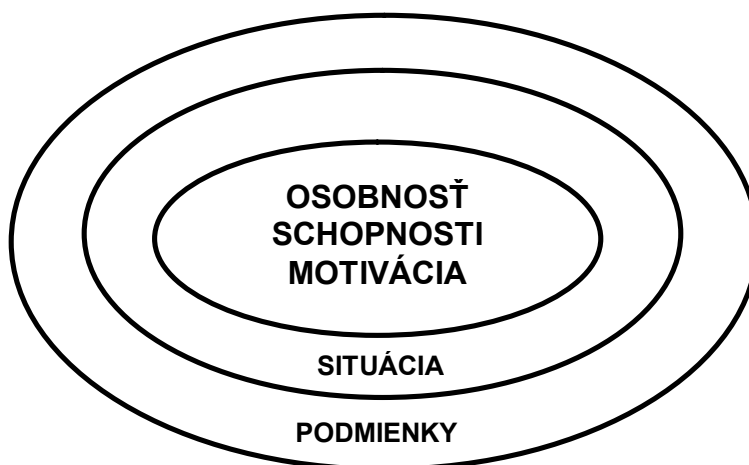 OSOBNOSŤ
SCHOPNOSTI
MOTIVÁCIA
SITUÁCIA
PODMIENKY